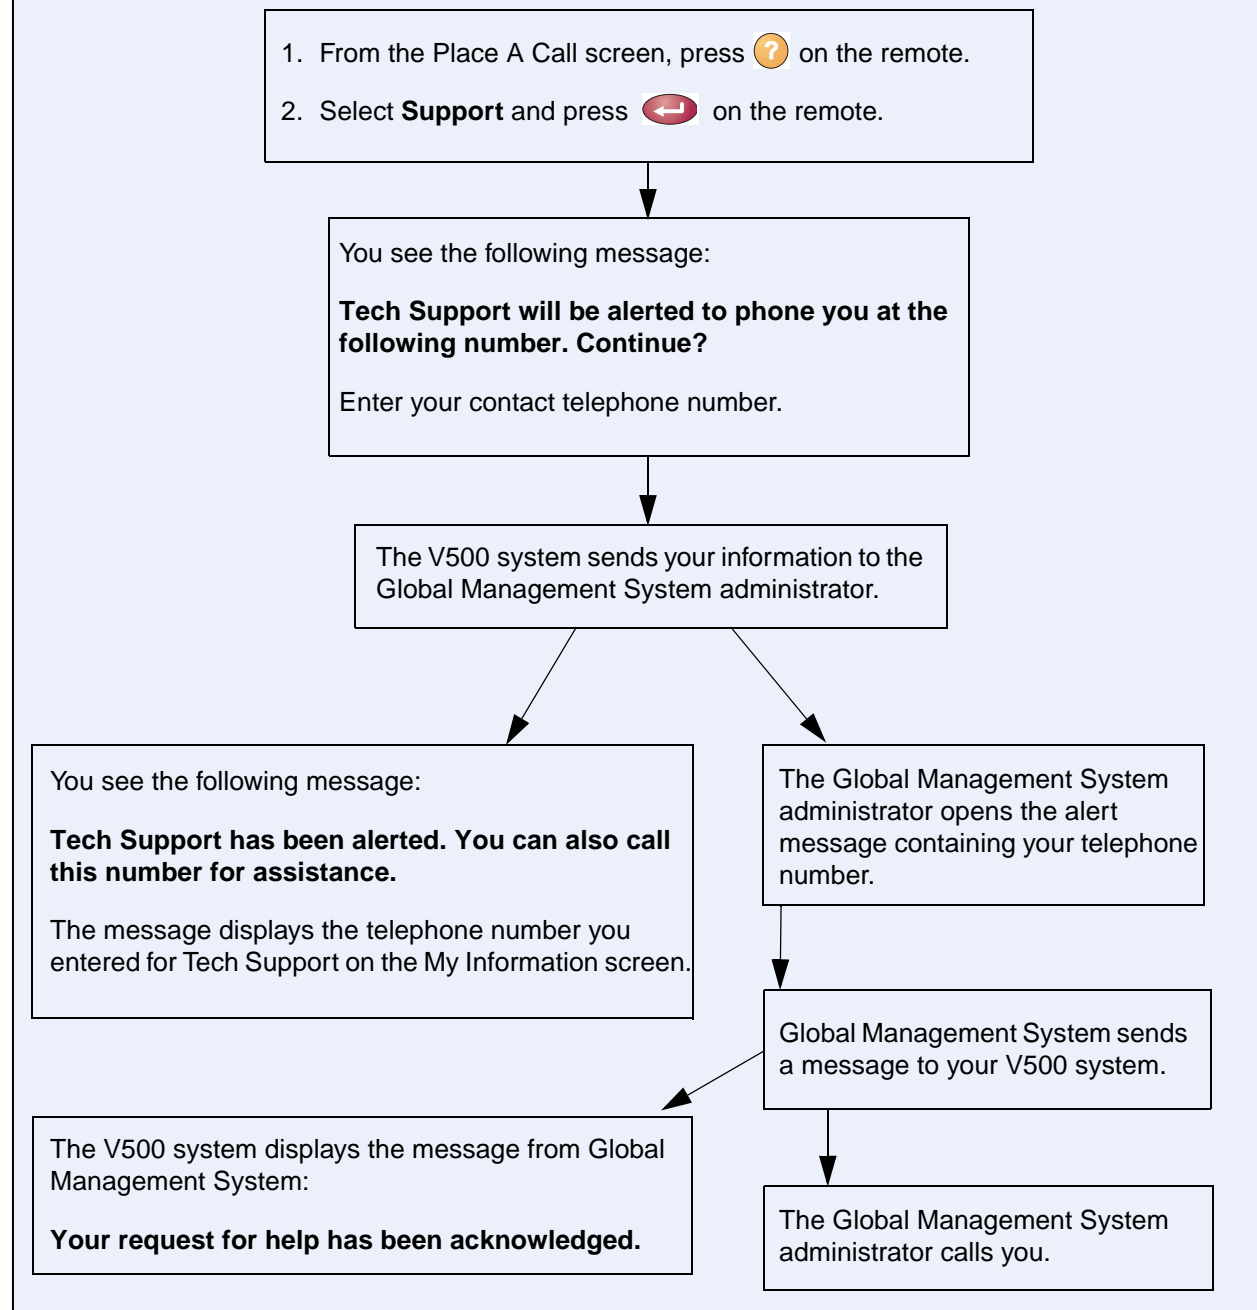 1. From the Place A Call screen, press ? on the remote.
2. Select Support and press on the remote.
You see the following message:
Tech Support will be alerted to phone you at the
following number. Continue?
Enter your contact telephone number.
The V500 system sends your information to the
Global Management System administrator.
You see the following message:
Tech Support has been alerted. You can also call
this number for assistance.
The message displays the telephone number you
entered for Tech Support on the My Information screen.
The Global Management System
administrator opens the alert
message containing your telephone
number.
Global Management System sends
a message to your V500 system.
The V500 system displays the message from Global
Management System:
Your request for help has been acknowledged.
The Global Management System
administrator calls you.